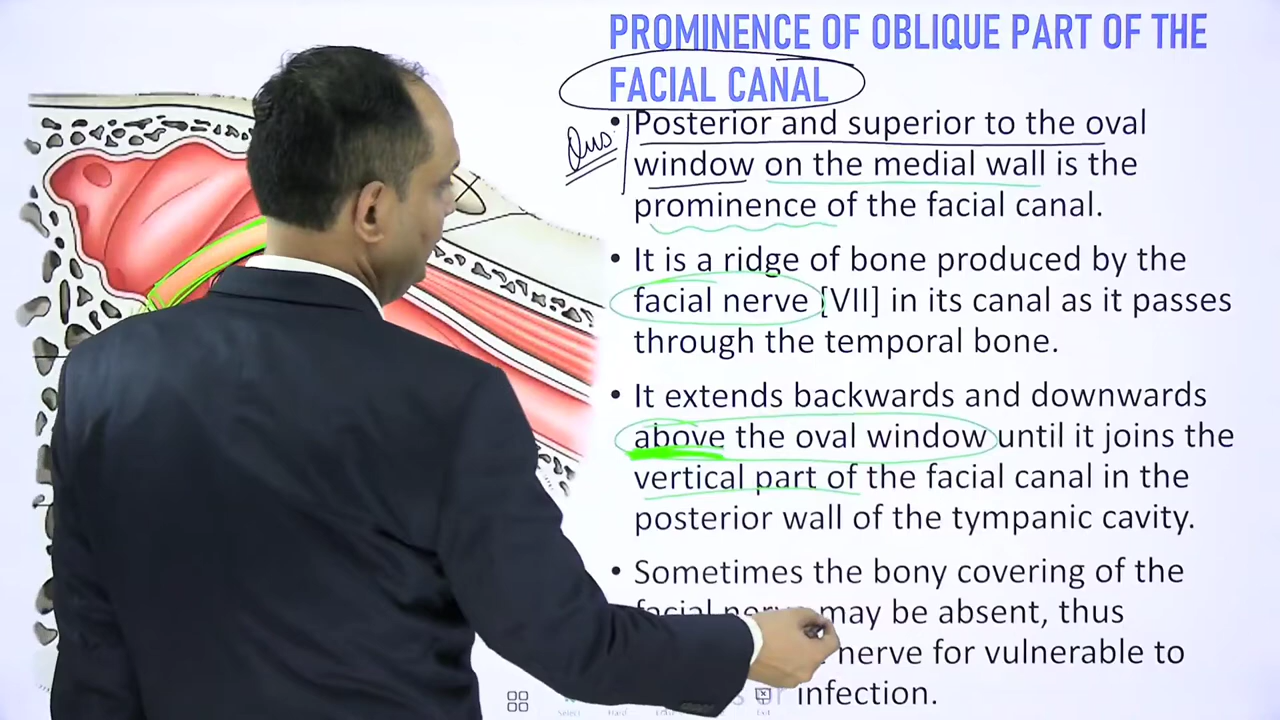 PROMINENCE OF OBLIQUE PART OF THE
FACIAL CANAL
Ques.
• Posterior and superior to the oval
window on the medial wall is the
prominence of the facial canal.
• It is a ridge of bone produced by the
facial nerve [VII] in its canal as it passes
through the temporal bone.
• It extends backwards and downwards
above the oval window until it joins the
vertical part of the facial canal in the
posterior wall of the tympanic cavity.
• Sometimes the bony covering of the
facial nerve may be absent, thus
nerve for vulnerable to
infection.
Select
Exit